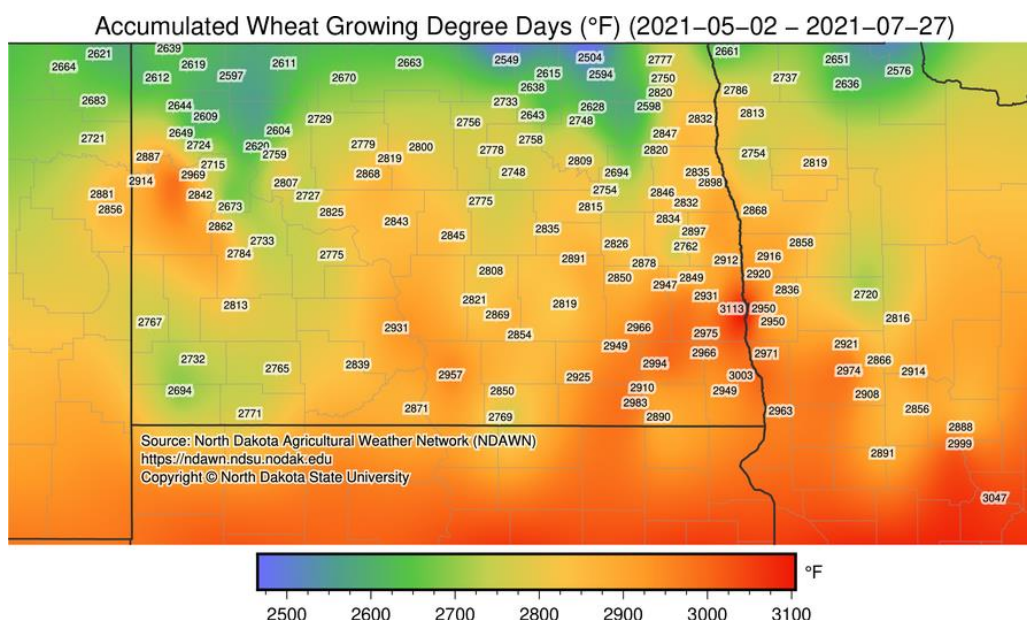 Accumulated Wheat Growing Degree Days (°F) (2021−05−02 − 2021−07−27)
2639 2661
2621 2504
2664 2619 2611 2663 2549 2777 2651
2612 2597 2670 2615 2594 2750 2737 2576
2638 2820 2786 2636
2683 2644 2733 2628 2598
2609 2729 2756 2643 2748 2832 2813
2721 2649 2604 2758 2847
2724 2620 2779 2800 2778 2820 2754
2887 2759 2819 2809 2819
2715 2868 2748 2694 2835
2914 2969 2807 2754 2898
2881 2842 2727 2775 2846 2832
2856 2673 2825 2815 2834 2868
2862 2843 2835 2897
2733 2845 2826 2762 2858
2784 2775 2891 2878 2912 2916
2808 2850 2849 2920
2947 2931 2836 2720
2813 2821 2819 3113 2950
2767 2869 2950 2816
2931 2854 2966 2975
2949 2966 2971 2921
2732 2765 2839 2994 2866
2957 2925 3003 2974 2914
2694 2850 2910 2949 2908
2771 2871 2769 2983 2890 2963 2856
2888
Source: North Dakota Agricultural Weather Network (NDAWN)
2999
https://ndawn.ndsu.nodak.edu
2891
Copyright © North Dakota State University
3047
°F
2500 2600 2700 2800 2900 3000 3100